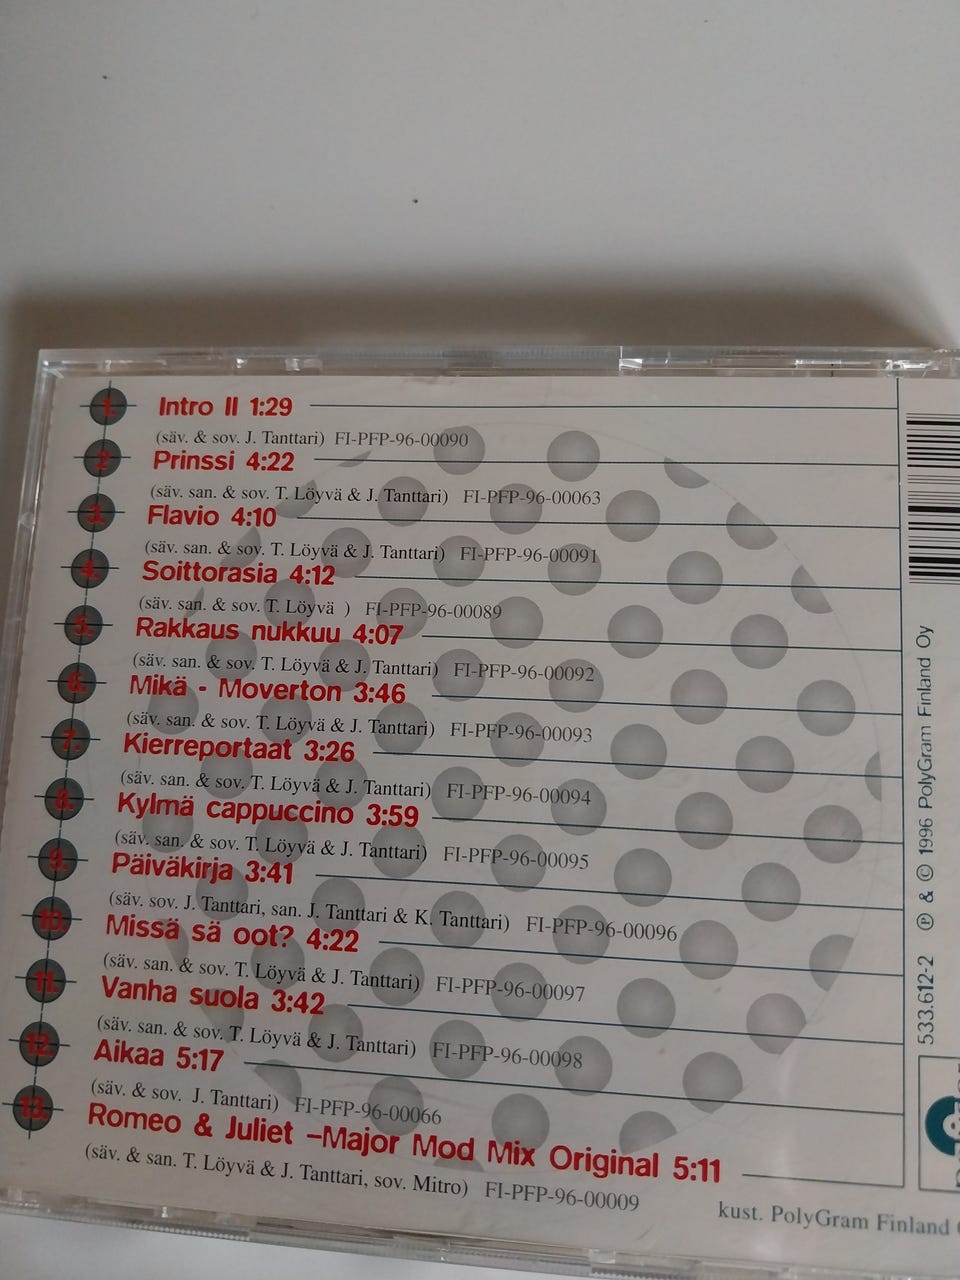 1. Intro II 1:29
(säv. & sov. J. Tanttari) FI-PFP-96-00090
2. Prinssi 4:22
(säv. san. & sov. T. Löyvä & J. Tanttari) FI-PFP-96-00063
3. Flavio 4:10
(säv. san. & sov. T. Löyvä & J. Tanttari) FI-PFP-96-00091
4. Soittorasia 4:12
(säv. san. & sov. T. Löyvä ) FI-PFP-96-00089
5. Rakkaus nukkuu 4:07
(säv. san. & sov. T. Löyvä & J. Tanttari) FI-PFP-96-00092
6. Mikä - Moverton 3:46
(säv. san. & sov. T. Löyvä & J. Tanttari) FI-PFP-96-00093
7. Kierreportaat 3:26
(säv. san. & sov. T. Löyvä & J. Tanttari) FI-PFP-96-00094
8. Kylmä cappuccino 3:59
(säv. san. & sov. T. Löyvä & J. Tanttari) FI-PFP-96-00095
9. Päiväkirja 3:41
(säv. sov. J. Tanttari, san. J. Tanttari & K. Tanttari) FI-PFP-96-00096
10. Missä sä oot? 4:22
(säv. san. & sov. T. Löyvä & J. Tanttari) FI-PFP-96-00097
11. Vanha suola 3:42
(säv. san. & sov. T. Löyvä & J. Tanttari) FI-PFP-96-00098
12. Aikaa 5:17
(säv. & sov. J. Tanttari) FI-PFP-96-00066
13. Romeo & Juliet –Major Mod Mix Original 5:11
(säv. & san. T. Löyvä & J. Tanttari, sov. Mitro) FI-PFP-96-00009
kust. PolyGram Finland
533.612-2 ℗ & © 1996 PolyGram Finland Oy